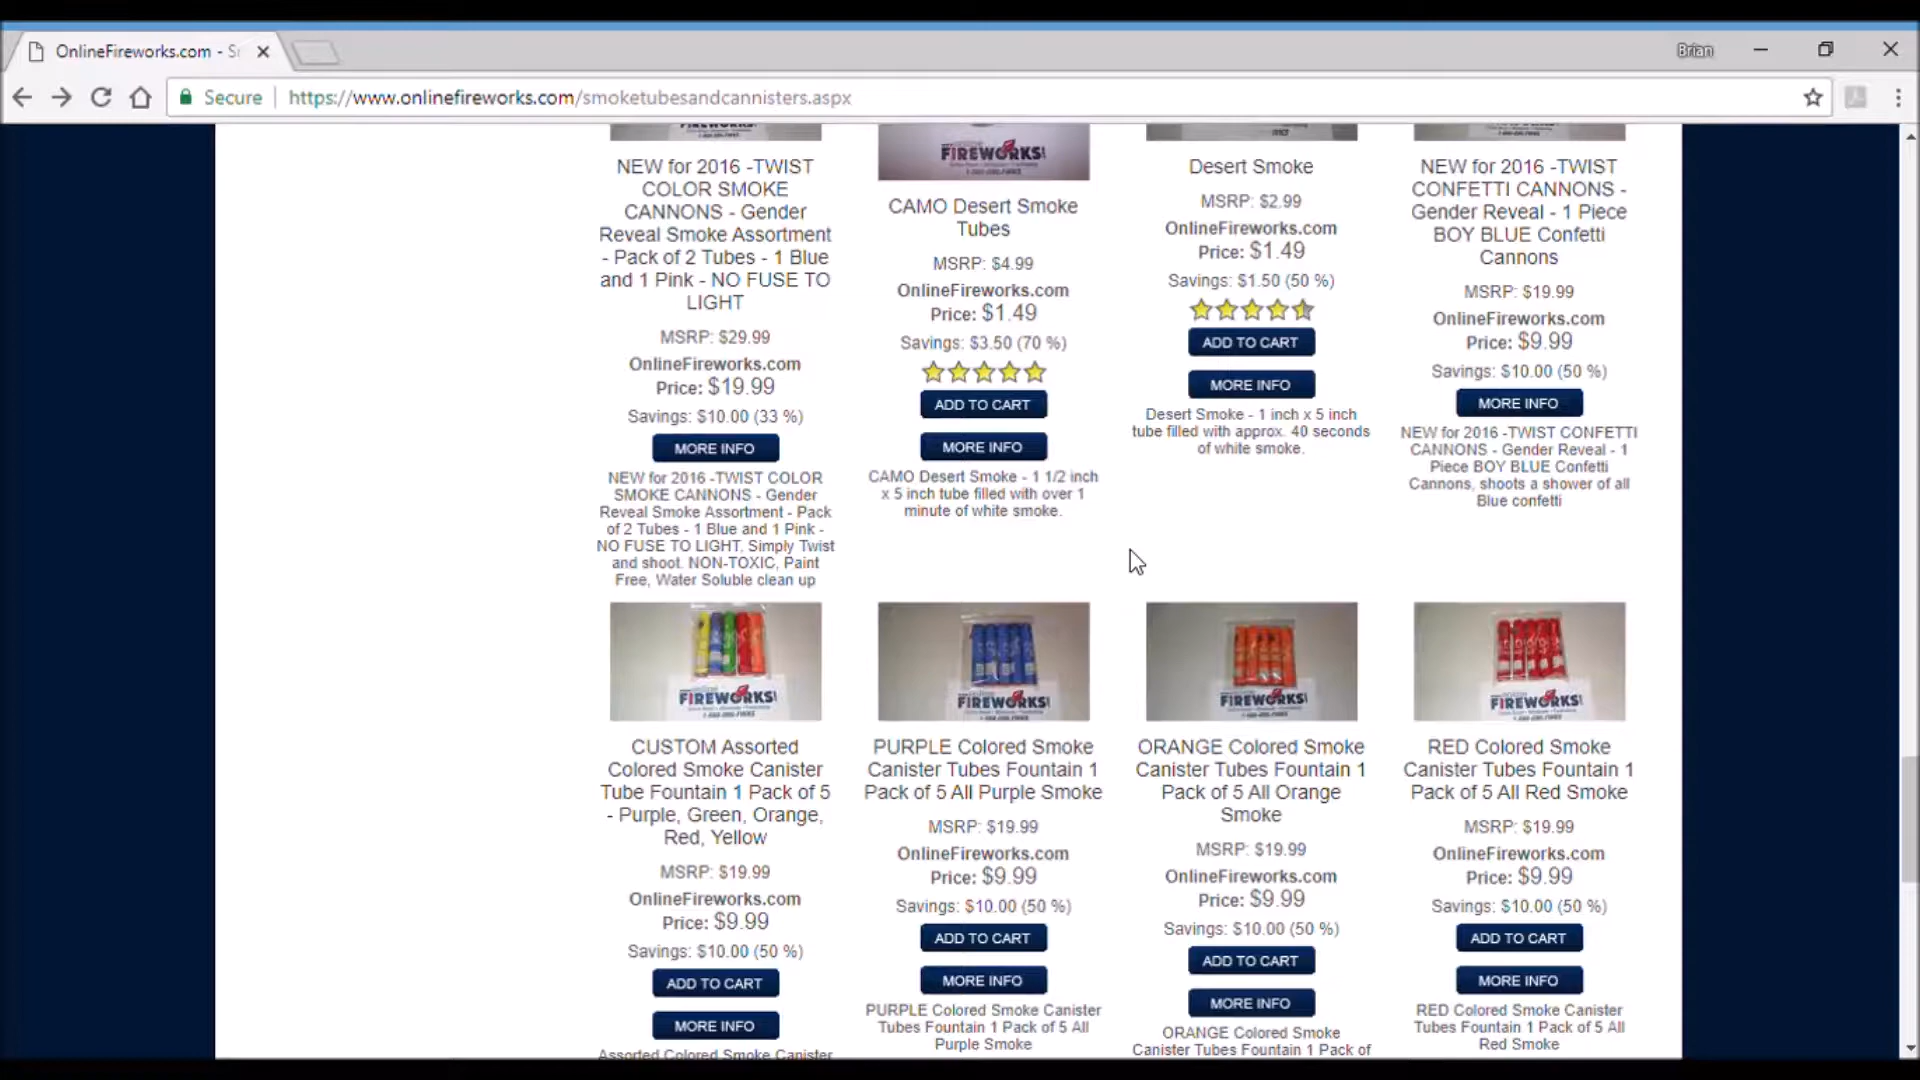 OnlineFireworks.com - S
Brian
Secure
https://www.onlinefireworks.com/smoketubesandcannisters.aspx
FIREWORKS!
NEW for 2016 -TWIST
COLOR SMOKE
CANNONS - Gender
Reveal Smoke Assortment
- Pack of 2 Tubes - 1 Blue
and 1 Pink - NO FUSE TO
LIGHT
MSRP: $29.99
OnlineFireworks.com
Price: $19.99
Savings: $10.00 (33 %)
MORE INFO
NEW for 2016 -TWIST COLOR
SMOKE CANNONS - Gender
Reveal Smoke Assortment - Pack
of 2 Tubes - 1 Blue and 1 Pink -
NO FUSE TO LIGHT, Simply Twist
and shoot. NON-TOXIC, Paint
Free, Water Soluble clean up
CAMO Desert Smoke
Tubes
MSRP: $4.99
OnlineFireworks.com
Price: $1.49
Savings: $3.50 (70 %)
ADD TO CART
MORE INFO
CAMO Desert Smoke - 1 1/2 inch
x 5 inch tube filled with over 1
minute of white smoke.
Desert Smoke
MSRP: $2.99
OnlineFireworks.com
Price: $1.49
Savings: $1.50 (50 %)
ADD TO CART
MORE INFO
Desert Smoke - 1 inch x 5 inch
tube filled with approx. 40 seconds
of white smoke.
NEW for 2016 -TWIST
CONFETTI CANNONS -
Gender Reveal - 1 Piece
BOY BLUE Confetti
Cannons
MSRP: $19.99
OnlineFireworks.com
Price: $9.99
Savings: $10.00 (50 %)
MORE INFO
NEW for 2016 -TWIST CONFETTI
CANNONS - Gender Reveal - 1
Piece BOY BLUE Confetti
Cannons, shoots a shower of all
Blue confetti
FIREWORKS!
CUSTOM Assorted
Colored Smoke Canister
Tube Fountain 1 Pack of 5
- Purple, Green, Orange,
Red, Yellow
MSRP: $19.99
OnlineFireworks.com
Price: $9.99
Savings: $10.00 (50 %)
ADD TO CART
MORE INFO
Assorted Colored Smoke Canister
FIREWORKS!
PURPLE Colored Smoke
Canister Tubes Fountain 1
Pack of 5 All Purple Smoke
MSRP: $19.99
OnlineFireworks.com
Price: $9.99
Savings: $10.00 (50 %)
ADD TO CART
MORE INFO
PURPLE Colored Smoke Canister
Tubes Fountain 1 Pack of 5 All
Purple Smoke
FIREWORKS!
ORANGE Colored Smoke
Canister Tubes Fountain 1
Pack of 5 All Orange
Smoke
MSRP: $19.99
OnlineFireworks.com
Price: $9.99
Savings: $10.00 (50 %)
ADD TO CART
MORE INFO
ORANGE Colored Smoke
Canister Tubes Fountain 1 Pack of
FIREWORKS!
RED Colored Smoke
Canister Tubes Fountain 1
Pack of 5 All Red Smoke
MSRP: $19.99
OnlineFireworks.com
Price: $9.99
Savings: $10.00 (50 %)
ADD TO CART
MORE INFO
RED Colored Smoke Canister
Tubes Fountain 1 Pack of 5 All
Red Smoke